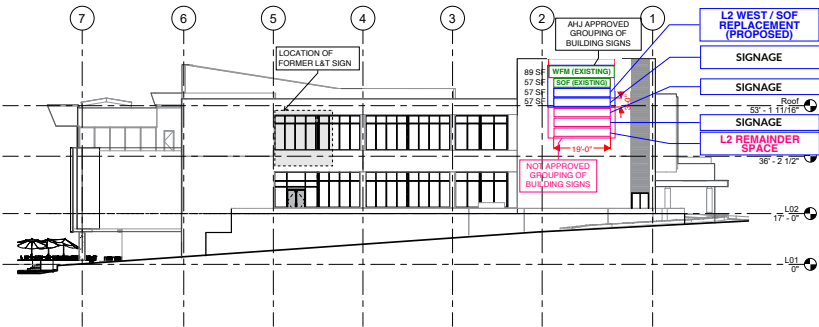 7
6
5
4
3
2
1
AHJ APPROVED
GROUPING OF
BUILDING SIGNS
L2 WEST / SOF
REPLACEMENT
(PROPOSED)
LOCATION OF
FORMER L&T SIGN
SIGNAGE
89 SF
WFM (EXISTING)
57 SF
SOF (EXISTING)
57 SF
57 SF
SIGNAGE
Roof
53' - 1 11/16"
SIGNAGE
19'-0"
L2 REMAINDER
SPACE
36' - 2 1/2"
NOT APPROVED
GROUPING OF
BUILDING SIGNS
L02
17' - 0"
L01
0"